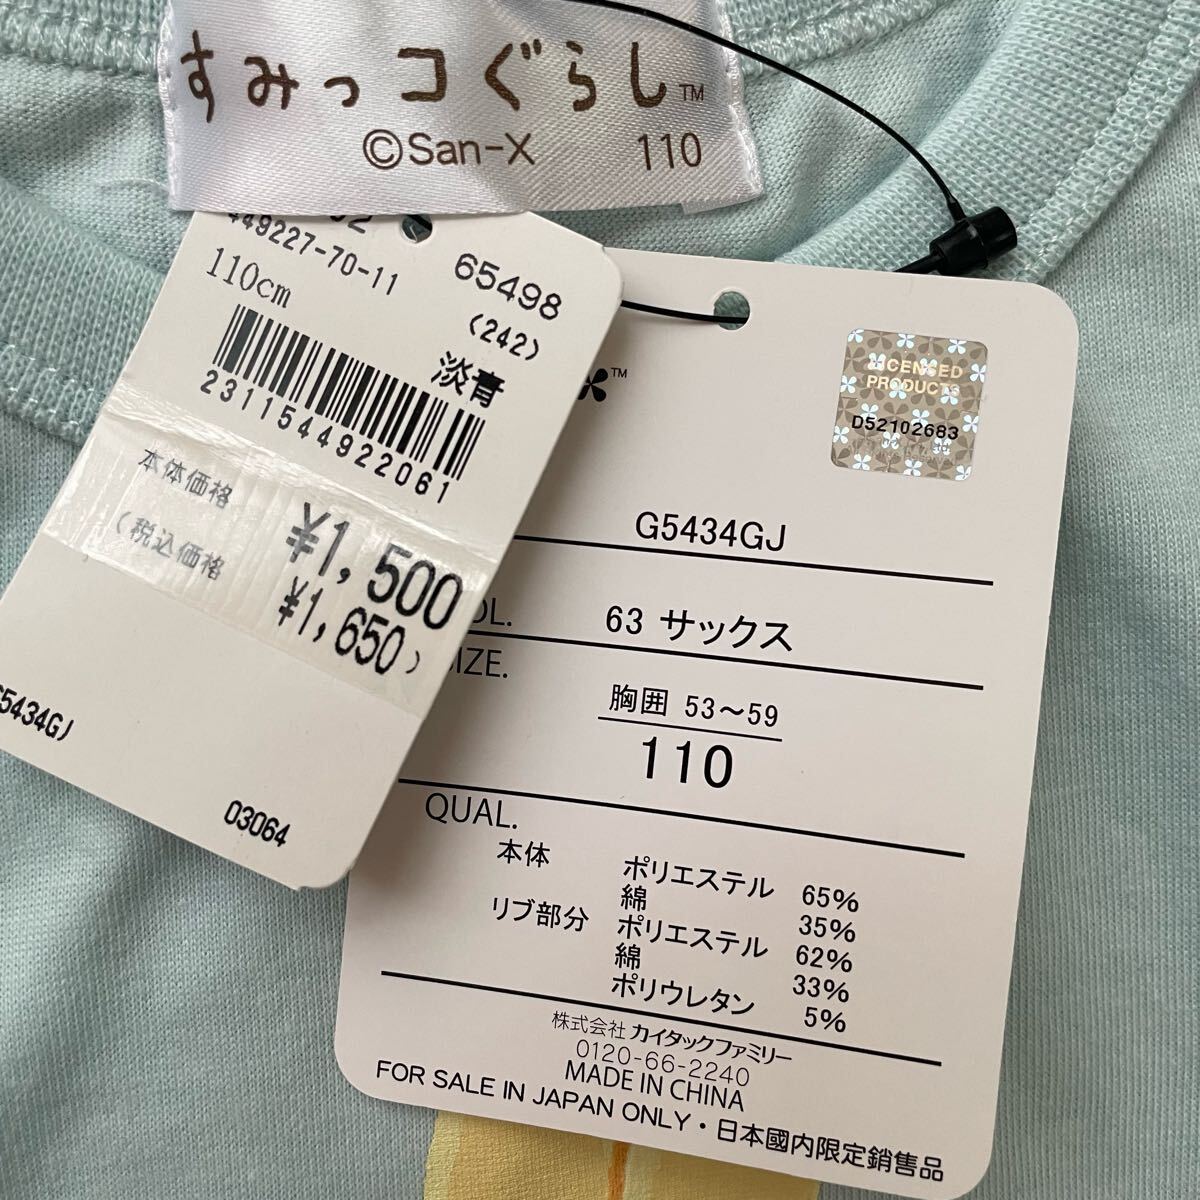 すみっコぐらし™
©San-X 110
49227-70-11
65498
110cm
(242)
淡青
2311544922061
本体価格 ¥1,500
(税込価格 ¥1,650)
G5434GJ
03064
™
LICENSED
PRODUCTS
D52102683
G5434GJ
63 サックス
SIZE.
胸囲 53～59
110
QUAL.
本体 ポリエステル 65%
綿 35%
リブ部分 ポリエステル 62%
綿 33%
ポリウレタン 5%
株式会社 カイタックファミリー
0120-66-2240
MADE IN CHINA
FOR SALE IN JAPAN ONLY・日本國内限定銷售品